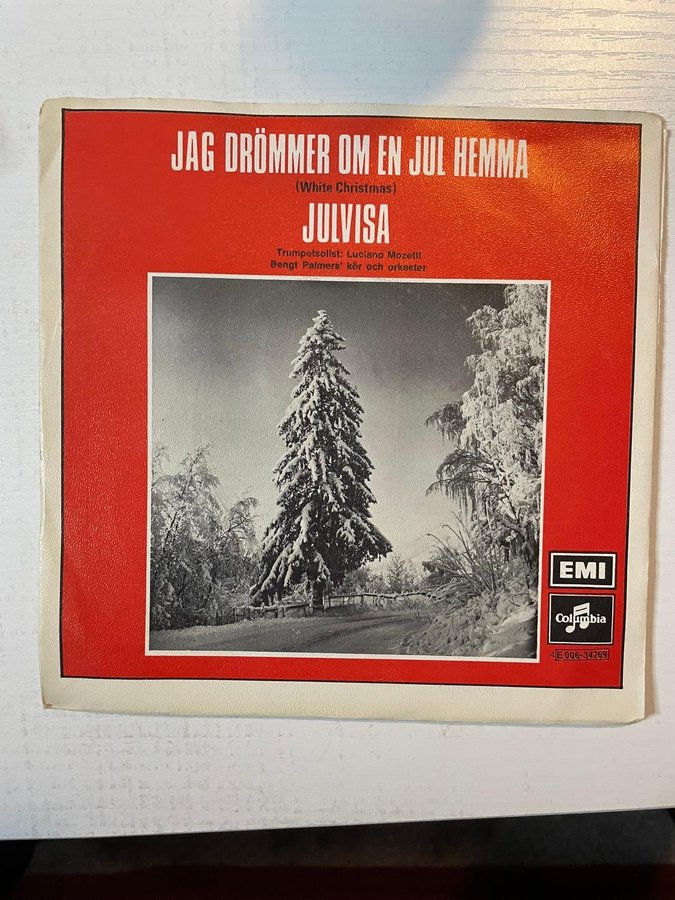 JAG DRÖMMER OM EN JUL HEMMA
(White Christmas)
JULVISA
Trumpetsolist: Luciano Mozetti
Bengt Palmers' kör och orkester
EMI
Columbia
4E 006-34769